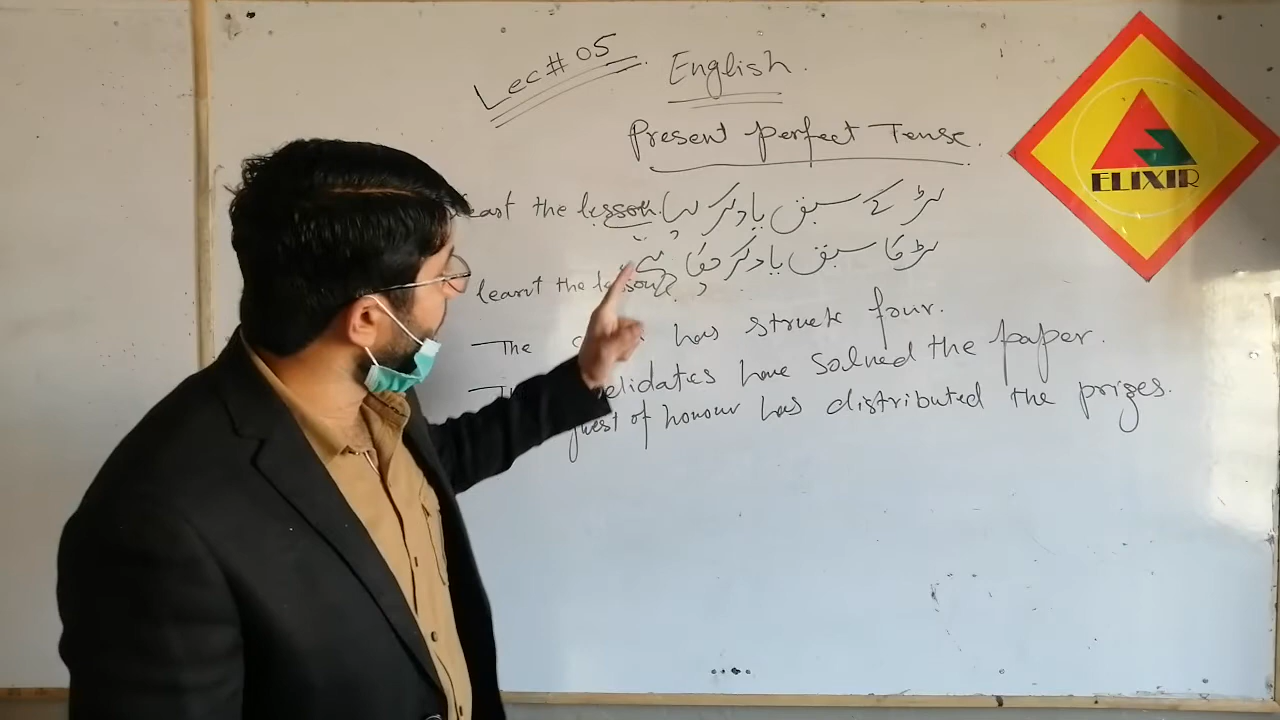 Lec # 05
English.
Present perfect Tense.
the lesson. لڑکے سبق یاد کر
learnt the لڑکا سبق یاد کر چکا ہے
The has struck four.
have solved the paper.
guest of honour has distributed the prizes.
ELIXIR